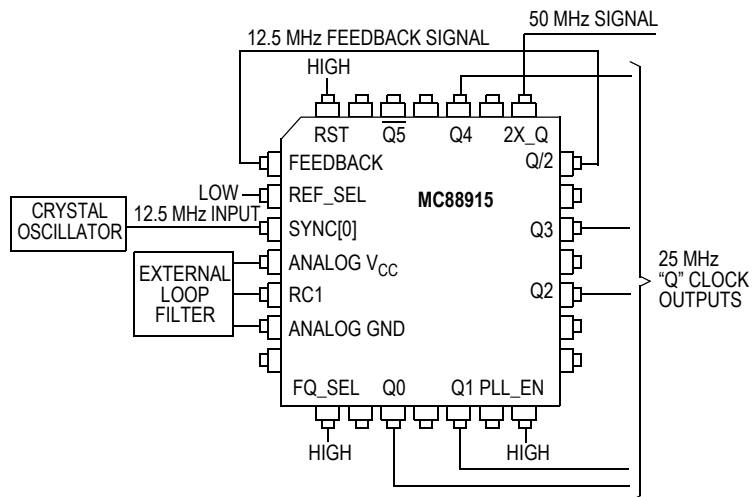 50 MHz SIGNAL
12.5 MHz FEEDBACK SIGNAL
HIGH
RST Q5 Q4 2X_Q
FEEDBACK
Q/2
LOW
REF_SEL
MC88915
CRYSTAL
OSCILLATOR
12.5 MHz INPUT
SYNC[0]
Q3
ANALOG VCC
EXTERNAL
LOOP
FILTER
RC1
Q2
25 MHz
“Q” CLOCK
OUTPUTS
ANALOG GND
FQ_SEL Q0 Q1 PLL_EN
HIGH HIGH